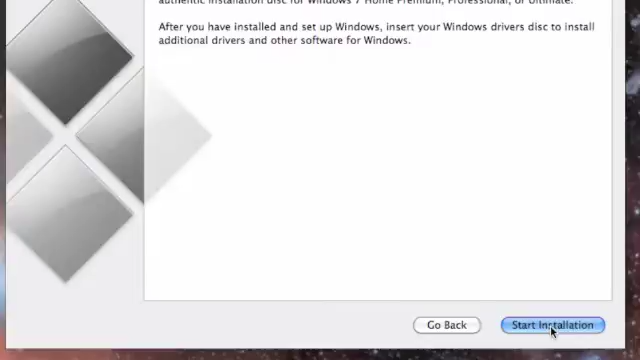 authentic installation disc for Windows 7 Home Premium, Professional, or Ultimate.
After you have installed and set up Windows, insert your Windows drivers disc to install
additional drivers and other software for Windows.
Go Back
Start Installation